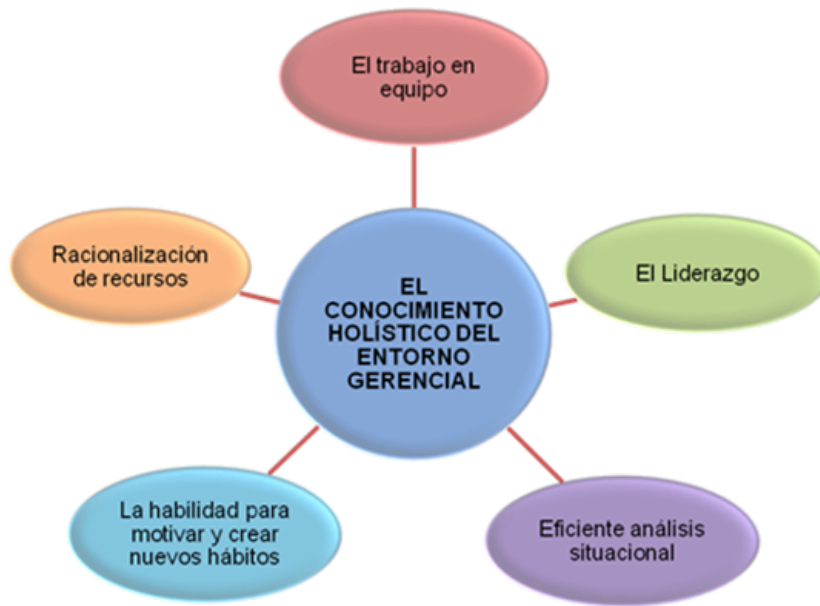 El trabajo en
equipo
Racionalización
de recursos
El Liderazgo
EL
CONOCIMIENTO
HOLÍSTICO DEL
ENTORNO
GERENCIAL
La habilidad para
motivar y crear
nuevos hábitos
Eficiente análisis
situacional